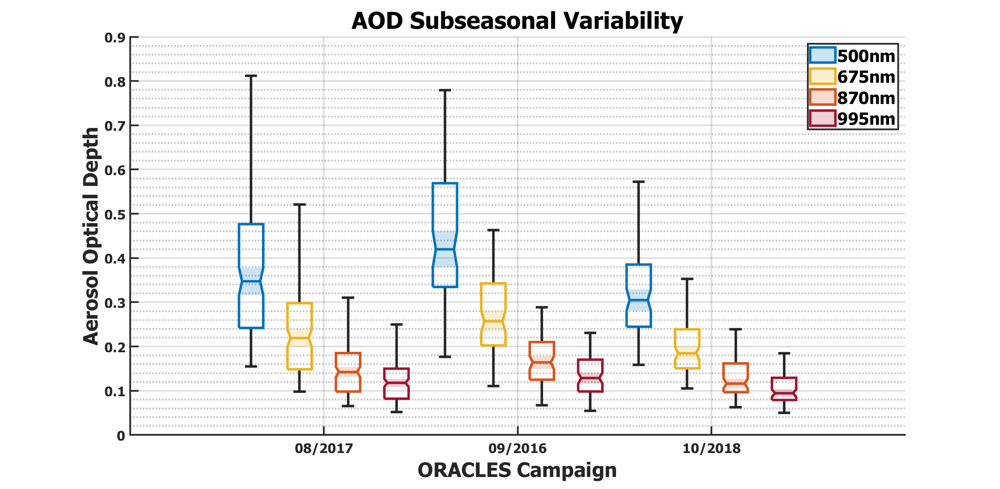 AOD Subseasonal Variability
0.9
0.8
0.7
0.6
0.5
0.4
0.3
0.2
0.1
0
Aerosol Optical Depth
500nm
675nm
870nm
995nm
08/2017
09/2016
10/2018
ORACLES Campaign